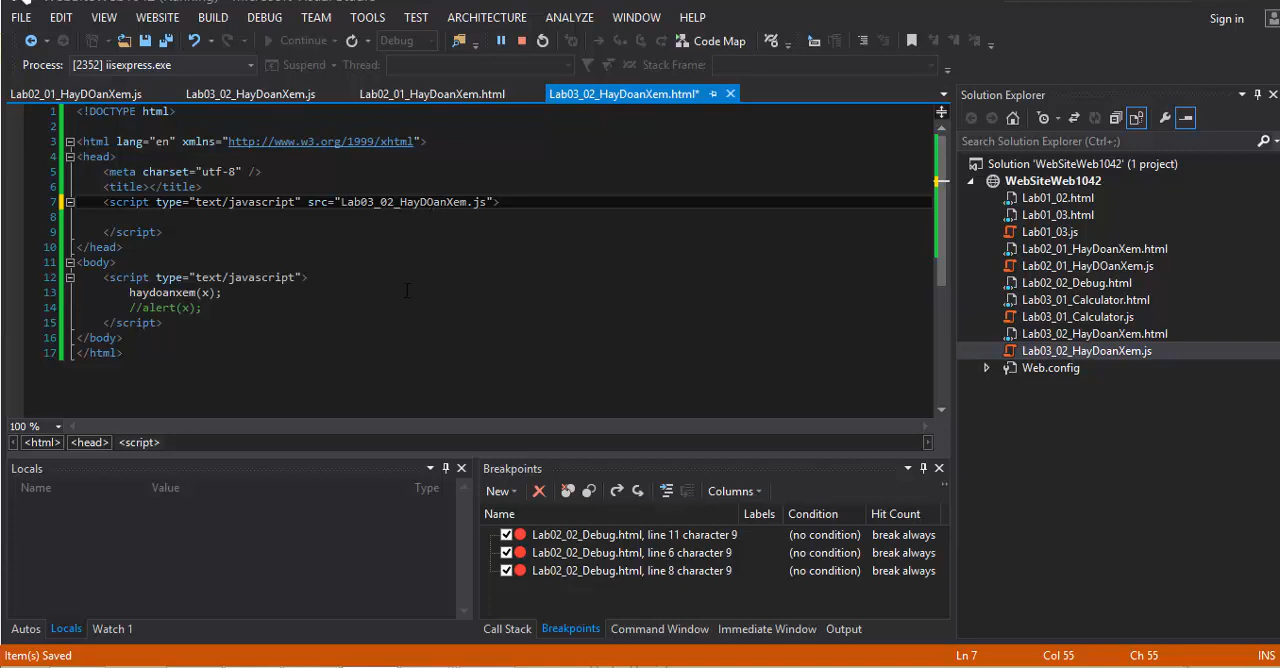 FILE EDIT VIEW WEBSITE BUILD DEBUG TEAM TOOLS TEST ARCHITECTURE ANALYZE WINDOW HELP Sign in
Continue Debug Code Map
Process: [2352] iisexpress.exe Suspend Thread: Stack Frame:
Lab02_01_HayDOanXem.js Lab03_02_HayDoanXem.js Lab02_01_HayDoanXem.html Lab03_02_HayDoanXem.html*
1 <!DOCTYPE html>
2
3 <html lang="en" xmlns="http://www.w3.org/1999/xhtml">
4 <head>
5 <meta charset="utf-8" />
6 <title></title>
7 <script type="text/javascript" src="Lab03_02_HayDOanXem.js">
8
9 </script>
10 </head>
11 <body>
12 <script type="text/javascript">
13 haydoanxem(x);
14 //alert(x);
15 </script>
16 </body>
17 </html>
100 %
<html> <head> <script>
Solution Explorer
Search Solution Explorer (Ctrl+;)
Solution 'WebSiteWeb1042' (1 project)
WebSiteWeb1042
Lab01_02.html
Lab01_03.html
Lab01_03.js
Lab02_01_HayDoanXem.html
Lab02_01_HayDOanXem.js
Lab02_02_Debug.html
Lab03_01_Calculator.html
Lab03_01_Calculator.js
Lab03_02_HayDoanXem.html
Lab03_02_HayDoanXem.js
Web.config
Locals
Name Value Type
Autos Locals Watch 1
Breakpoints
New Columns
Name Labels Condition Hit Count
Lab02_02_Debug.html, line 11 character 9 (no condition) break always
Lab02_02_Debug.html, line 6 character 9 (no condition) break always
Lab02_02_Debug.html, line 8 character 9 (no condition) break always
Call Stack Breakpoints Command Window Immediate Window Output
Item(s) Saved Ln 7 Col 55 Ch 55 INS